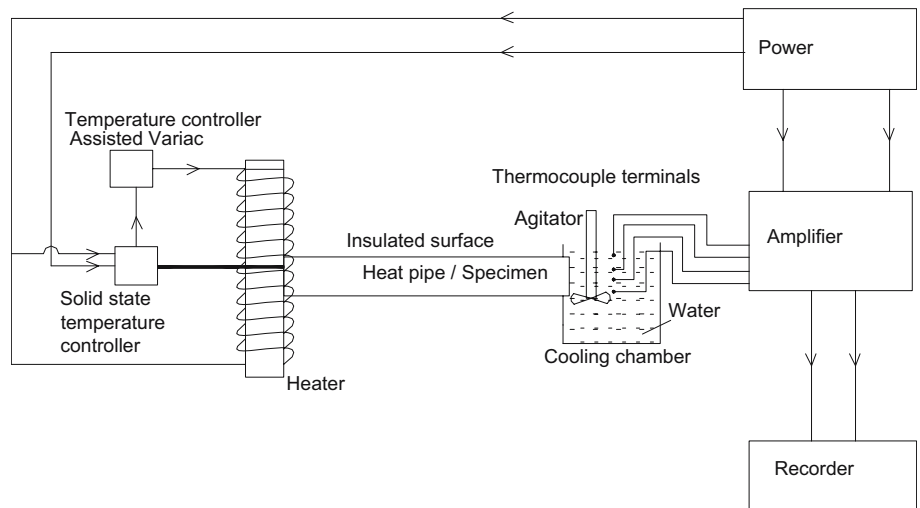 Power
Temperature controller
Assisted Variac
Thermocouple terminals
Agitator
Amplifier
Insulated surface
Heat pipe / Specimen
Solid state
temperature
controller
Water
Cooling chamber
Heater
Recorder